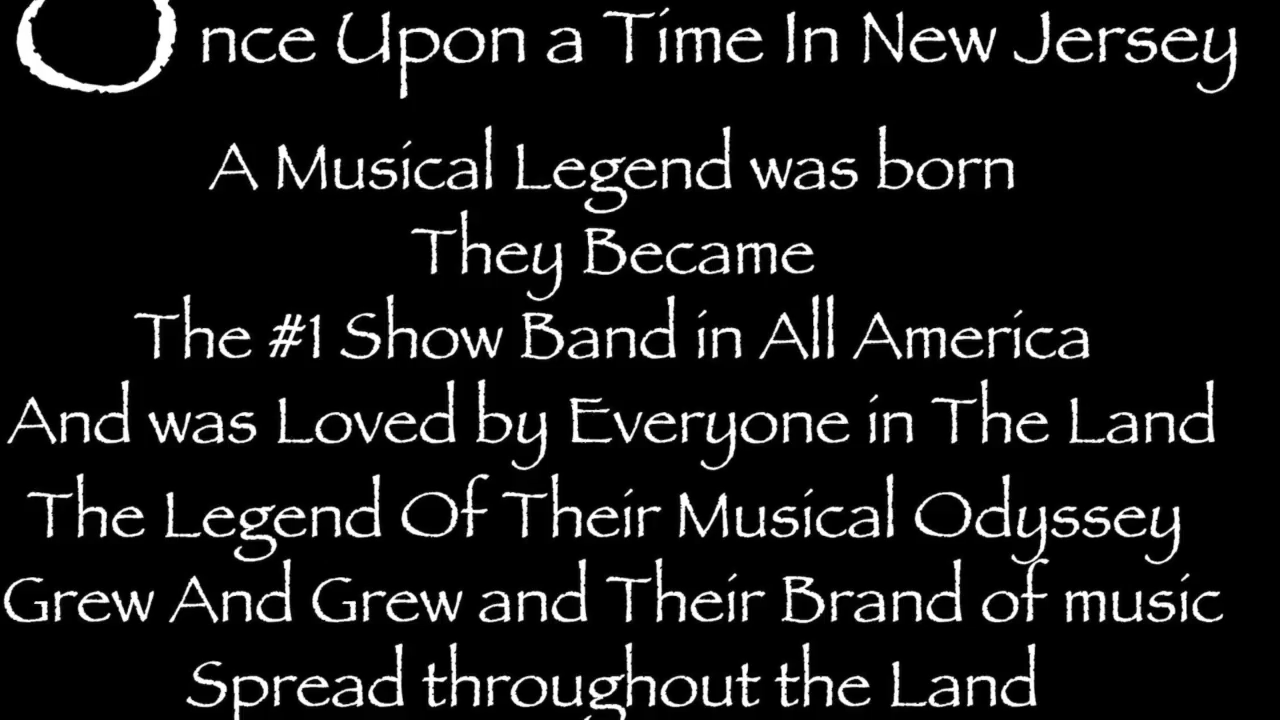 Once Upon a Time In New Jersey
A Musical Legend was born
They Became
The #1 Show Band in All America
And was Loved by Everyone in The Land
The Legend Of Their Musical Odyssey
Grew And Grew and Their Brand of music
Spread throughout the Land